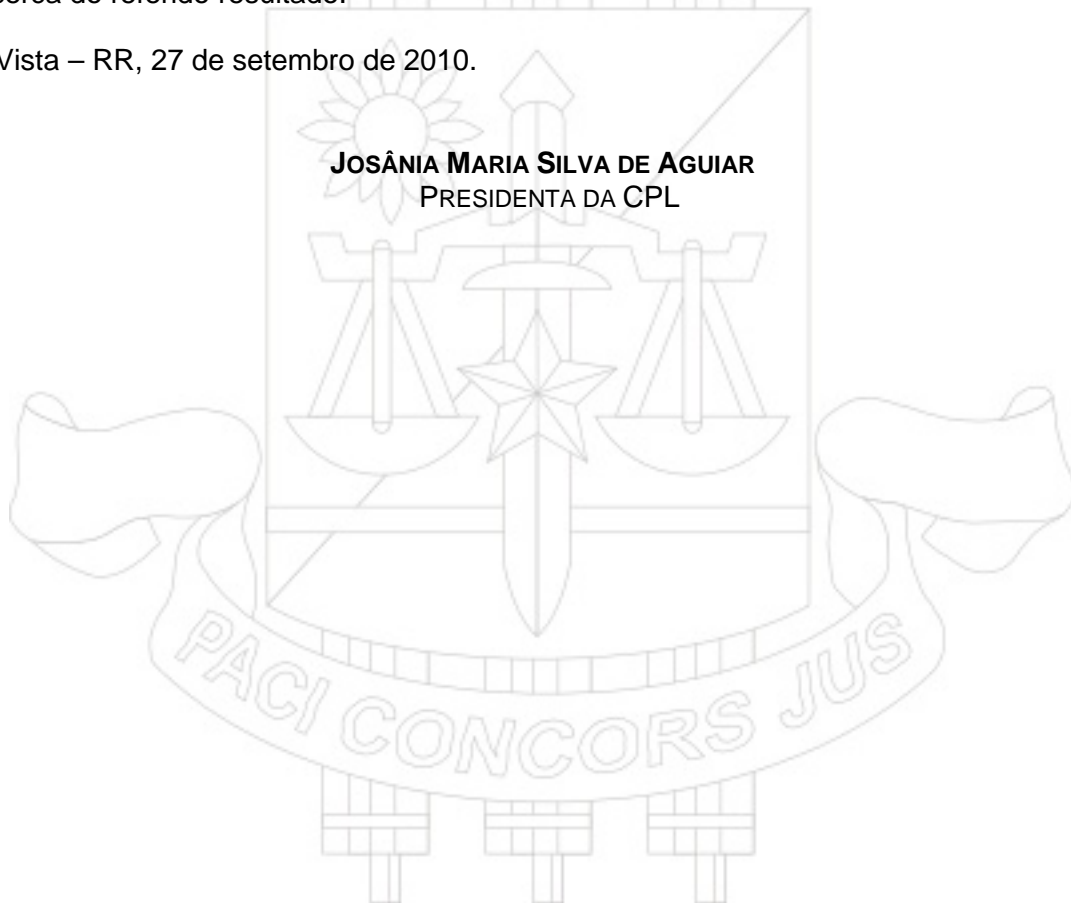 Vista – RR, 27 de setembro de 2010.
JOSÂNIA MARIA SILVA DE AGUIAR
PRESIDENTA DA CPL
PACI CONCORS JUS